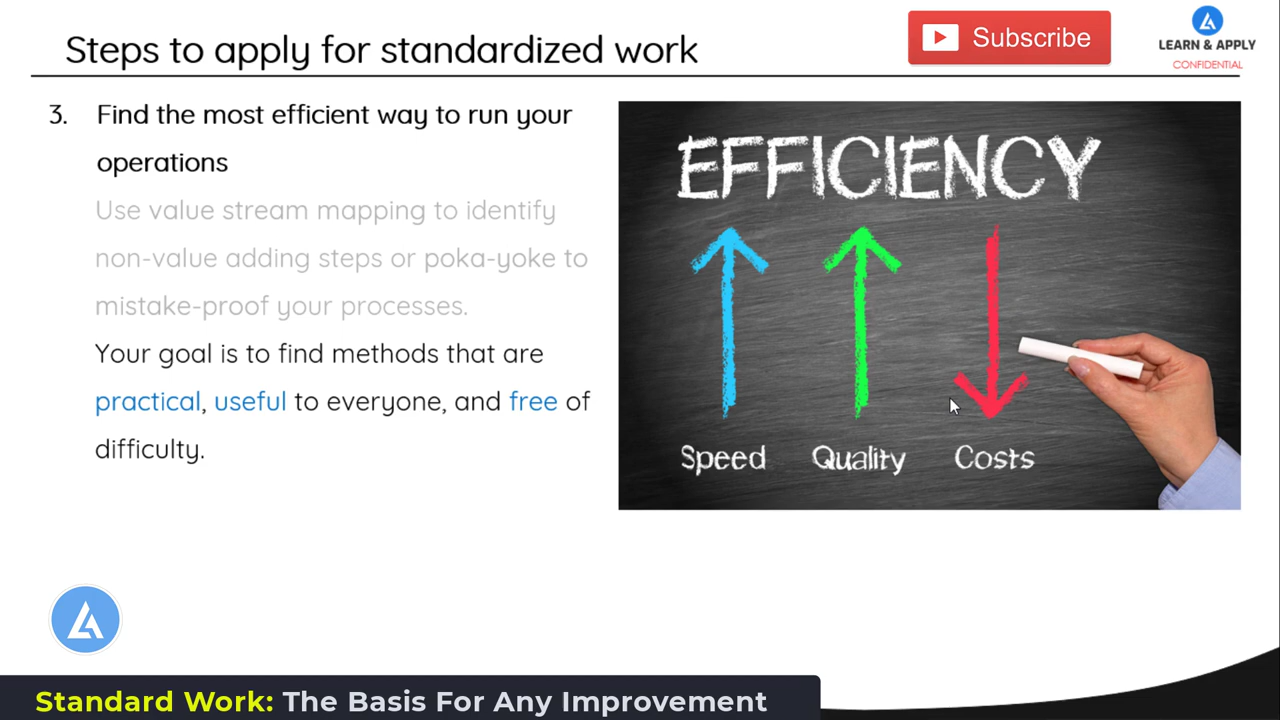 Steps to apply for standardized work
Subscribe
LEARN & APPLY
CONFIDENTIAL
3. Find the most efficient way to run your
operations
Use value stream mapping to identify
non-value adding steps or poka-yoke to
mistake-proof your processes.
Your goal is to find methods that are
practical, useful to everyone, and free of
difficulty.
EFFICIENCY
Speed Quality Costs
Standard Work: The Basis For Any Improvement